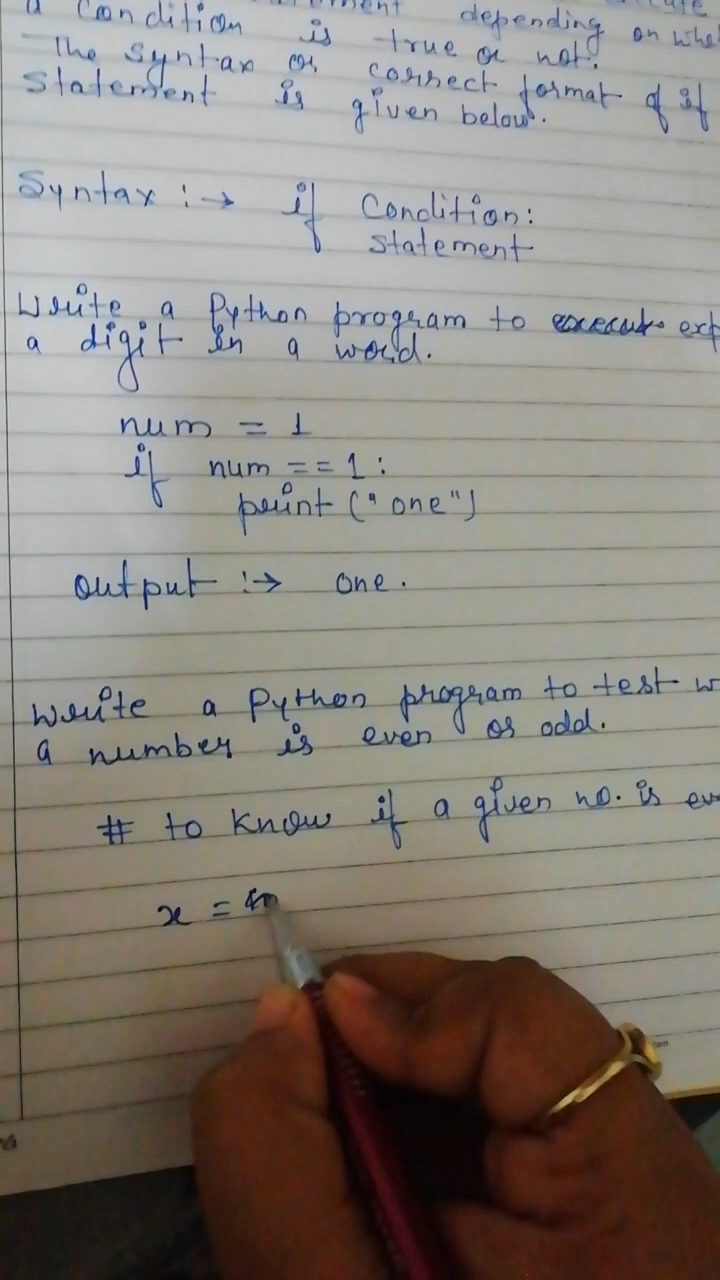 a condition is true or not. depending on
The syntax or correct format of if
statement is given below.
Syntax :→ if Condition:
statement
Write a Python program to
a digit in a word.
num = 1
if num == 1:
print ("one")
output :→ one.
Write a Python program to test
a number is even or odd.
# to know if a given no. is
x =